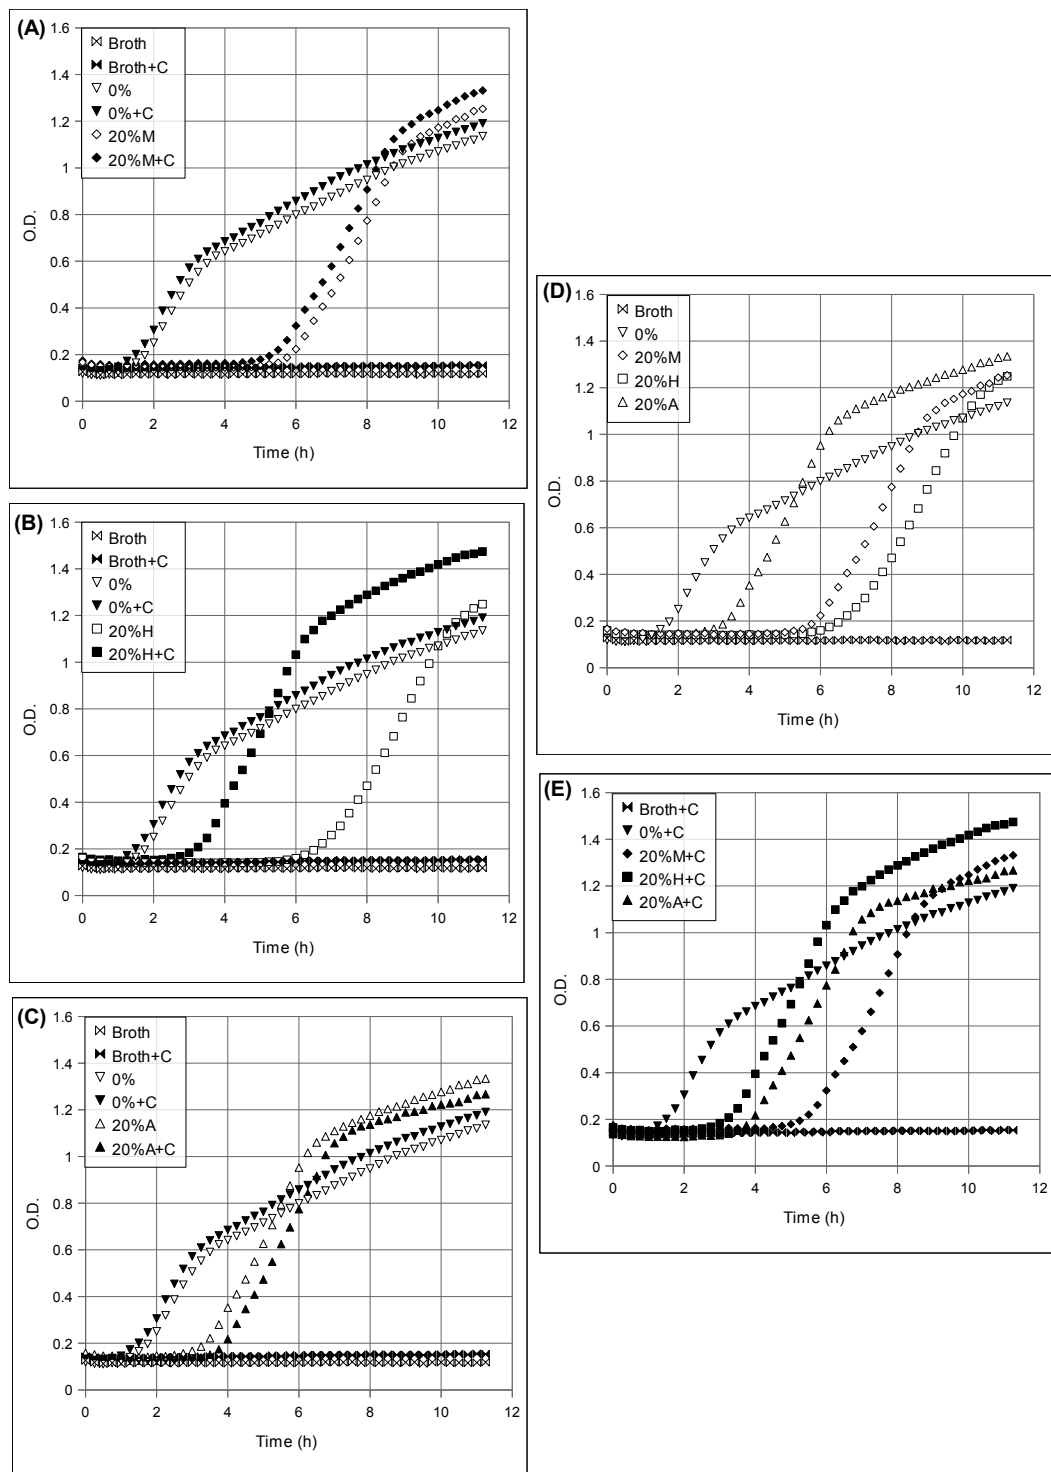 (A)
1.6
1.4
1.2
1
0.8
0.6
0.4
0.2
0
O.D.
Broth
Broth+C
0%
0%+C
20%M
20%M+C
0 2 4 6 8 10 12
Time (h)
(B)
1.6
1.4
1.2
1
0.8
0.6
0.4
0.2
0
O.D.
Broth
Broth+C
0%
0%+C
20%H
20%H+C
0 2 4 6 8 10 12
Time (h)
(C)
1.6
1.4
1.2
1
0.8
0.6
0.4
0.2
0
O.D.
Broth
Broth+C
0%
0%+C
20%A
20%A+C
0 2 4 6 8 10 12
Time (h)
(D)
1.6
1.4
1.2
1
0.8
0.6
0.4
0.2
0
O.D.
Broth
0%
20%M
20%H
20%A
0 2 4 6 8 10 12
Time (h)
(E)
1.6
1.4
1.2
1
0.8
0.6
0.4
0.2
0
O.D.
Broth+C
0%+C
20%M+C
20%H+C
20%A+C
0 2 4 6 8 10 12
Time (h)